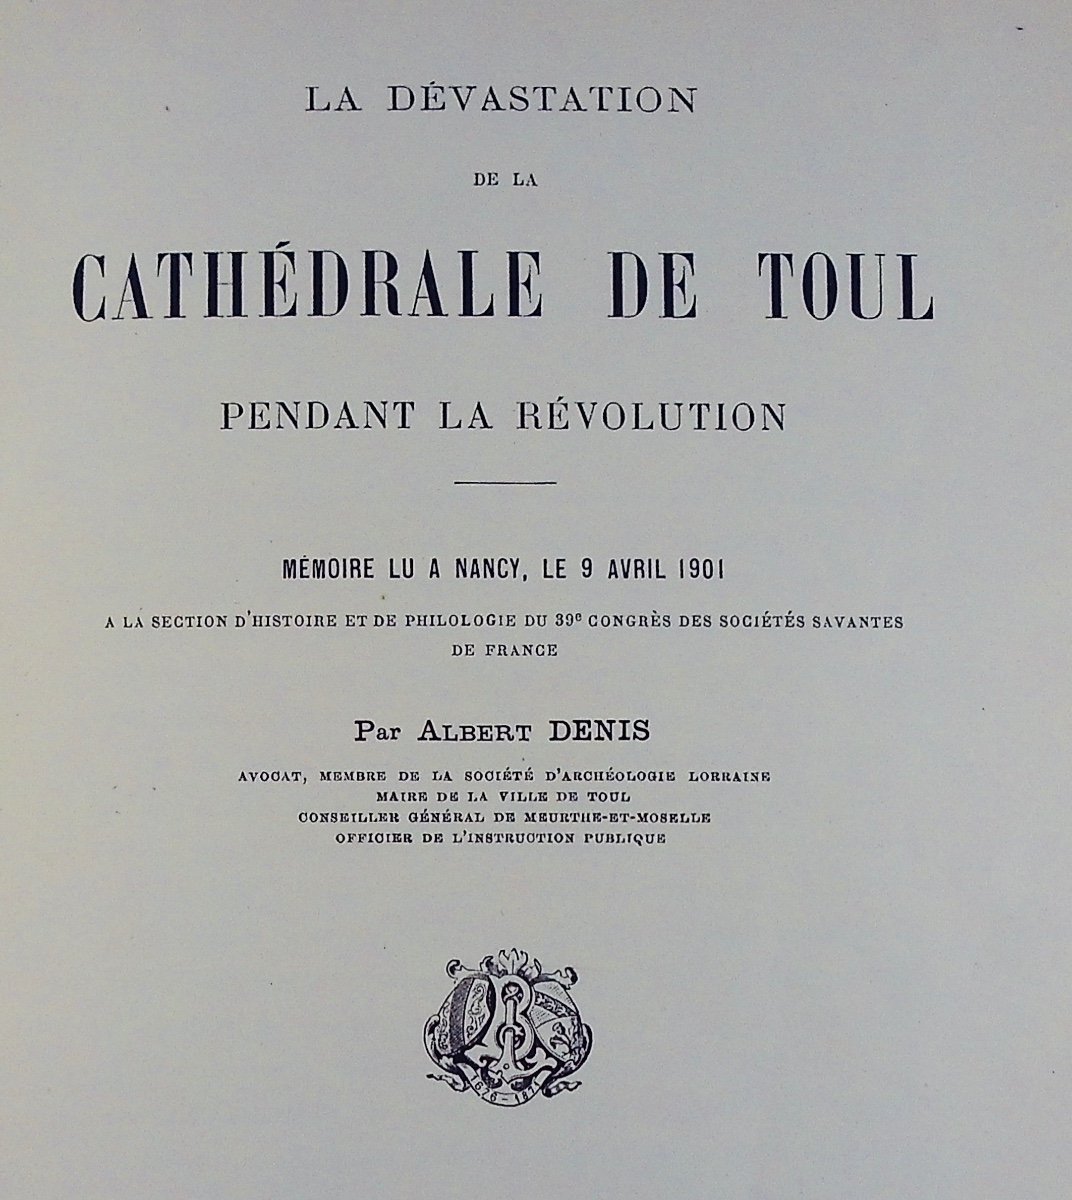 LA DÉVASTATION
DE LA
CATHÉDRALE DE TOUL
PENDANT LA RÉVOLUTION
MÉMOIRE LU A NANCY, LE 9 AVRIL 1901
A LA SECTION D'HISTOIRE ET DE PHILOLOGIE DU 39e CONGRÈS DES SOCIÉTÉS SAVANTES
DE FRANCE
Par ALBERT DENIS
AVOCAT, MEMBRE DE LA SOCIÉTÉ D'ARCHÉOLOGIE LORRAINE
MAIRE DE LA VILLE DE TOUL
CONSEILLER GÉNÉRAL DE MEURTHE-ET-MOSELLE
OFFICIER DE L'INSTRUCTION PUBLIQUE
1676 - 1871